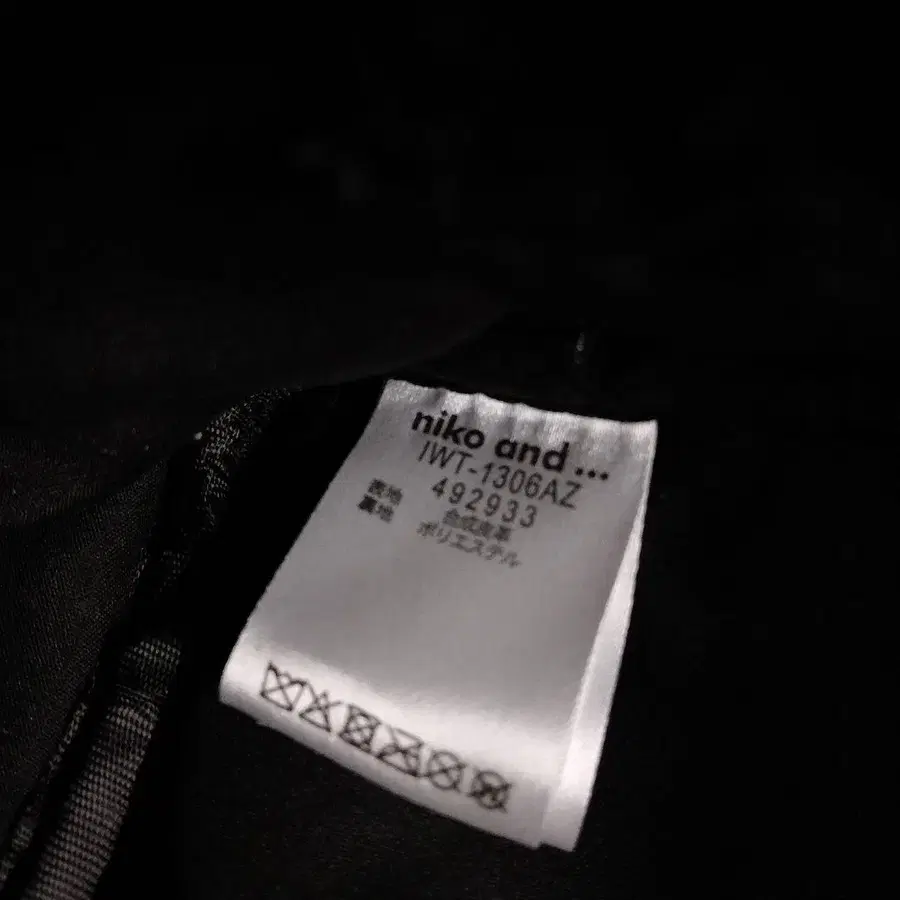 niko and ...
IWT-1306AZ
492933
表地 合成皮革
裏地 ポリエステル